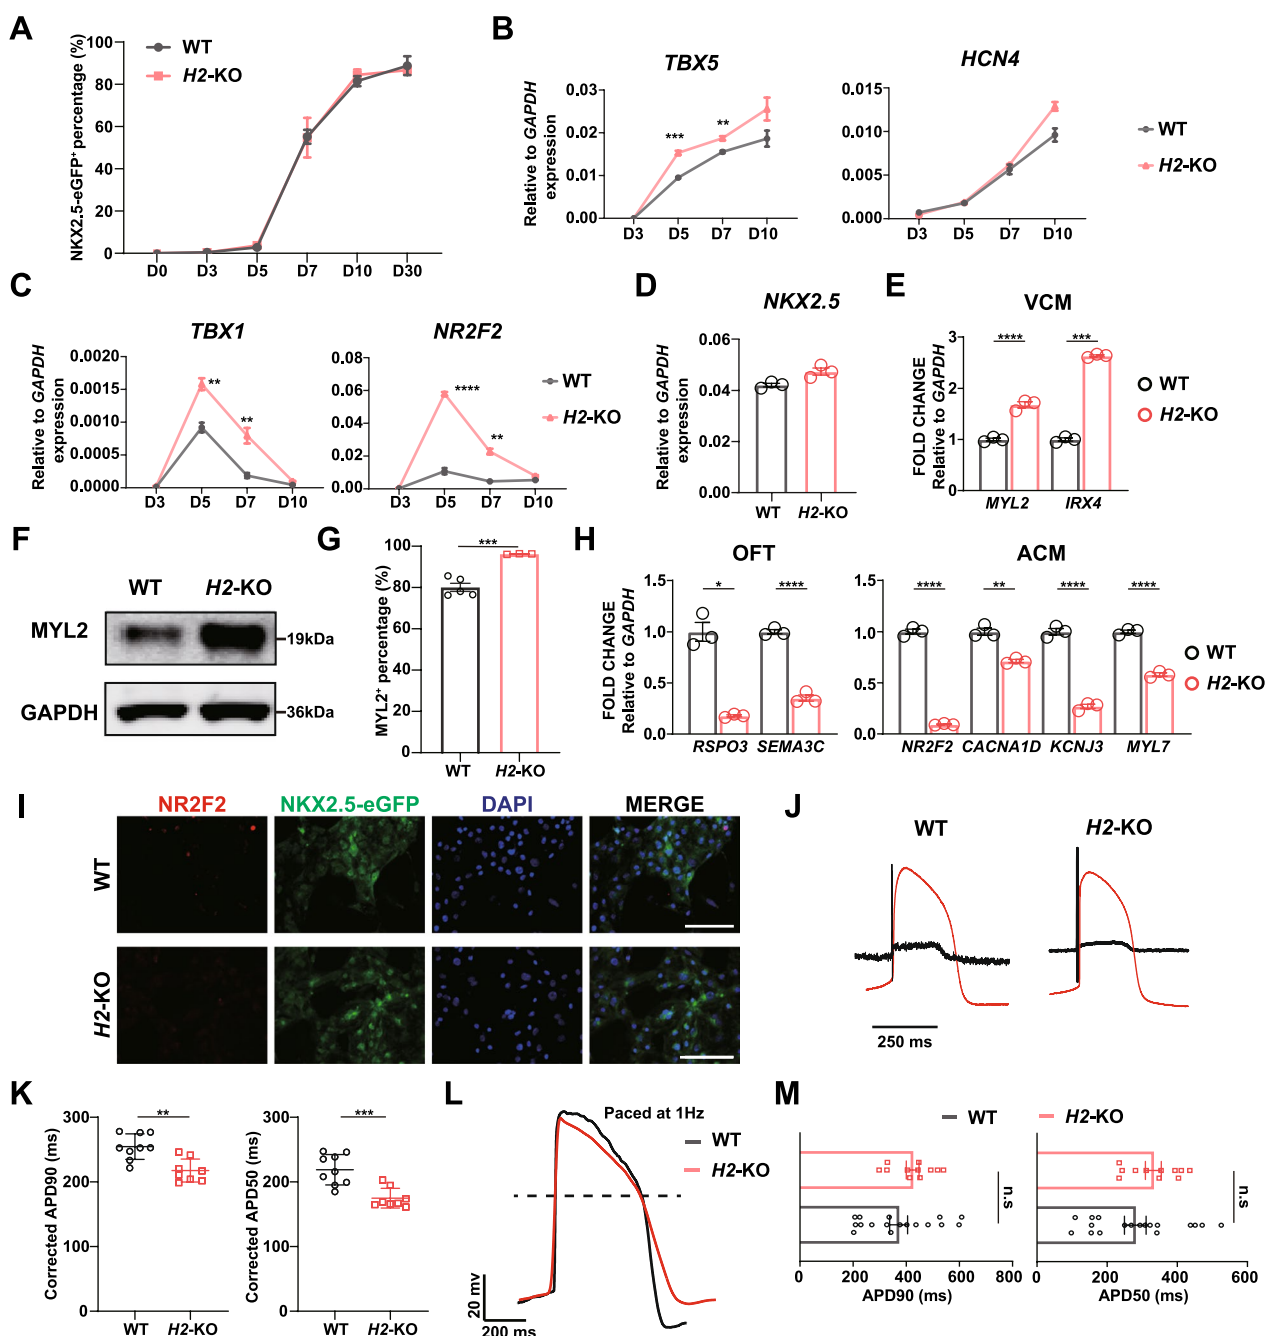 A
NKX2.5-eGFP⁺ percentage (%)
100
80
60
40
20
0
D0 D3 D5 D7 D10 D30
WT
H2-KO
B
TBX5
Relative to GAPDH
expression
0.03
0.02
0.01
0.00
D3 D5 D7 D10
*** **
HCN4
0.015
0.010
0.005
0.000
D3 D5 D7 D10
WT
H2-KO
C
TBX1
Relative to GAPDH
expression
0.0020
0.0015
0.0010
0.0005
0.0000
D3 D5 D7 D10
**
**
NR2F2
0.08
0.06
0.04
0.02
0.00
D3 D5 D7 D10
****
**
WT
H2-KO
D
NKX2.5
Relative to GAPDH
expression
0.06
0.04
0.02
0.00
WT H2-KO
E
VCM
FOLD CHANGE
Relative to GAPDH
3
2
1
0
**** ***
MYL2 IRX4
WT
H2-KO
F
WT H2-KO
MYL2
19kDa
GAPDH
36kDa
G
MYL2⁺ percentage (%)
100
80
60
40
20
0
***
WT H2-KO
H
OFT
FOLD CHANGE
Relative to GAPDH
1.5
1.0
0.5
0.0
* ****
RSPO3 SEMA3C
ACM
1.5
1.0
0.5
0.0
**** ** **** ****
NR2F2 CACNA1D KCNJ3 MYL7
WT
H2-KO
I
NR2F2 NKX2.5-eGFP DAPI MERGE
WT
H2-KO
J
WT H2-KO
250 ms
K
Corrected APD90 (ms)
300
200
100
0
**
WT H2-KO
Corrected APD50 (ms)
300
200
100
0
***
WT H2-KO
L
Paced at 1Hz
WT
H2-KO
20 mv
200 ms
M
WT H2-KO
n.s
0 200 400 600 800
APD90 (ms)
n.s
0 200 400 600
APD50 (ms)